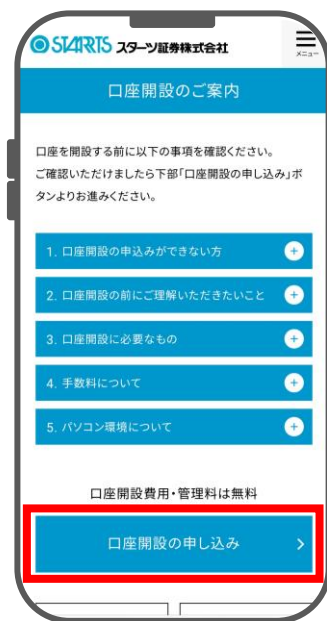 STARTS スターツ証券株式会社
メニュー
口座開設のご案内
口座を開設する前に以下の事項を確認ください。
ご確認いただけましたら下部「口座開設の申し込み」ボ
タンよりお進みください。
1. 口座開設の申込みができない方
2. 口座開設の前にご理解いただきたいこと
3. 口座開設に必要なもの
4. 手数料について
5. パソコン環境について
口座開設費用・管理料は無料
口座開設の申し込み